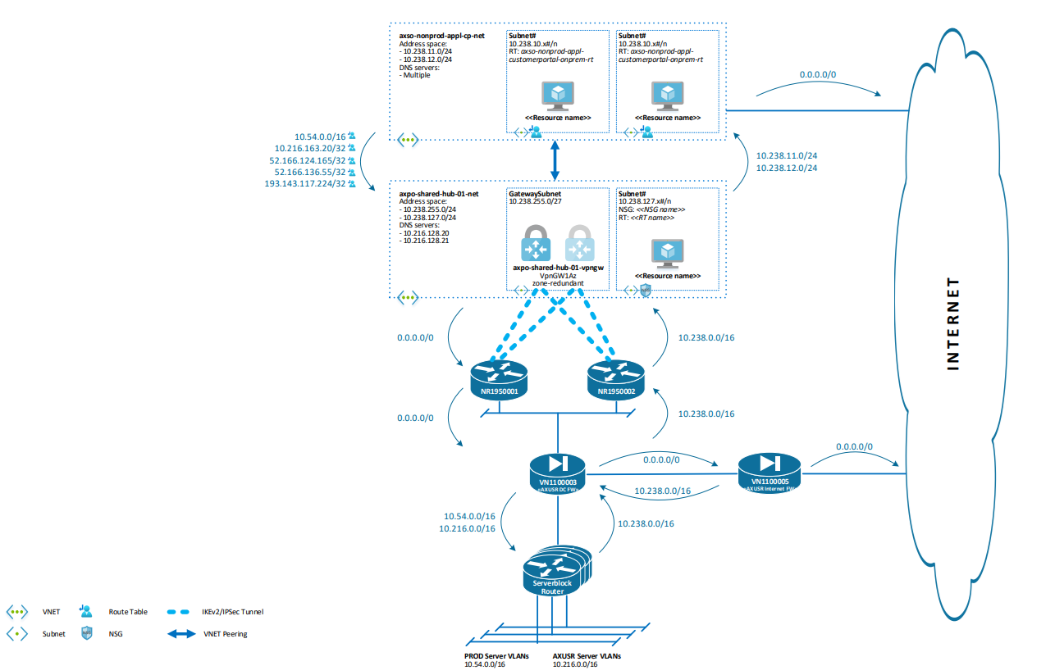 axso-nonprod-appl-cp-net
Address space:
- 10.238.11.0/24
- 10.238.12.0/24
DNS servers:
- Multiple
Subnet#
10.238.10.x#/n
RT: axso-nonprod-appl-
customerportal-onprem-rt
<<Resource name>>
Subnet#
10.238.10.x#/n
RT: axso-nonprod-appl-
customerportal-onprem-rt
<<Resource name>>
0.0.0.0/0
10.54.0.0/16
10.216.163.20/32
52.166.124.165/32
52.166.136.55/32
193.143.117.224/32
10.238.11.0/24
10.238.12.0/24
axpo-shared-hub-01-net
Address space:
- 10.238.255.0/24
- 10.238.127.0/24
DNS servers:
- 10.216.128.20
- 10.216.128.21
GatewaySubnet
10.238.255.0/27
axpo-shared-hub-01-vpngw
VpnGW1Az
zone-redundant
Subnet#
10.238.127.x#/n
NSG: <<NSG name>>
RT: <<RT name>>
<<Resource name>>
INTERNET
0.0.0.0/0
10.238.0.0/16
NR1950001
NR1950002
0.0.0.0/0
10.238.0.0/16
0.0.0.0/0
0.0.0.0/0
VN1100003
AXUSR DC FW
VN1100005
AXUSR Internet FW
10.238.0.0/16
10.54.0.0/16
10.216.0.0/16
10.238.0.0/16
Serverblock
Router
VNET
Route Table
IKEv2/IPSec Tunnel
Subnet
NSG
VNET Peering
PROD Server VLANs
10.54.0.0/16
AXUSR Server VLANs
10.216.0.0/16